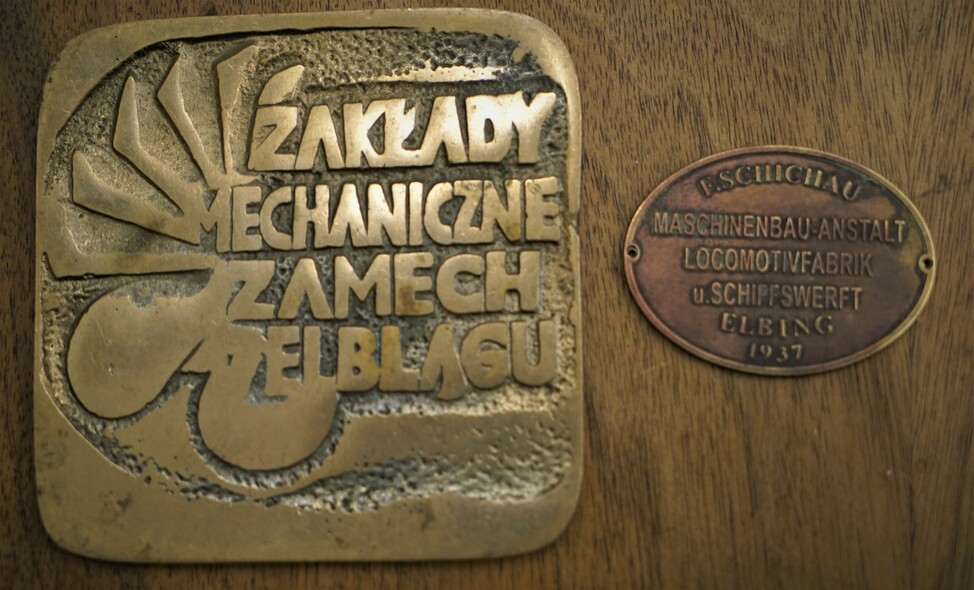 ZAKŁADY
MECHANICZNE
ZAMECH
W ELBLĄGU
F. SCHICHAU
MASCHINENBAU-ANSTALT
LOCOMOTIVFABRIK
u. SCHIFFSWERFT
ELBING
1937